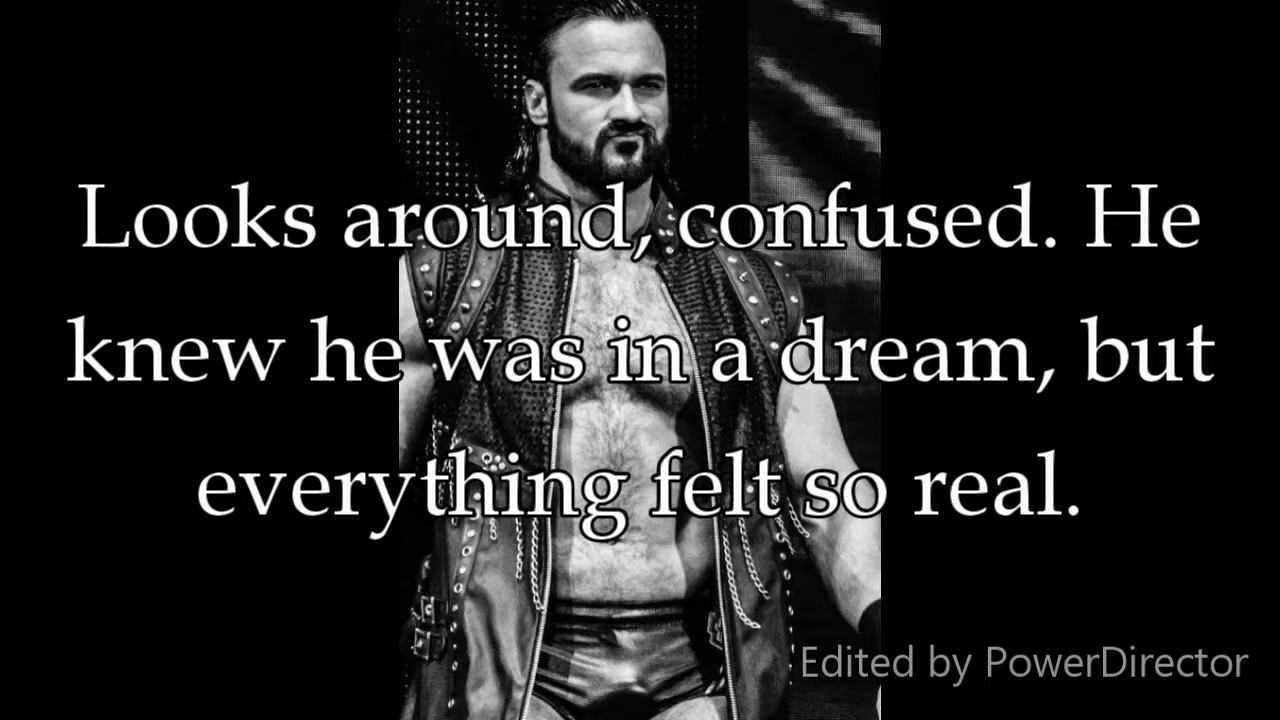 Looks around, confused. He
knew he was in a dream, but
everything felt so real.
Edited by PowerDirector